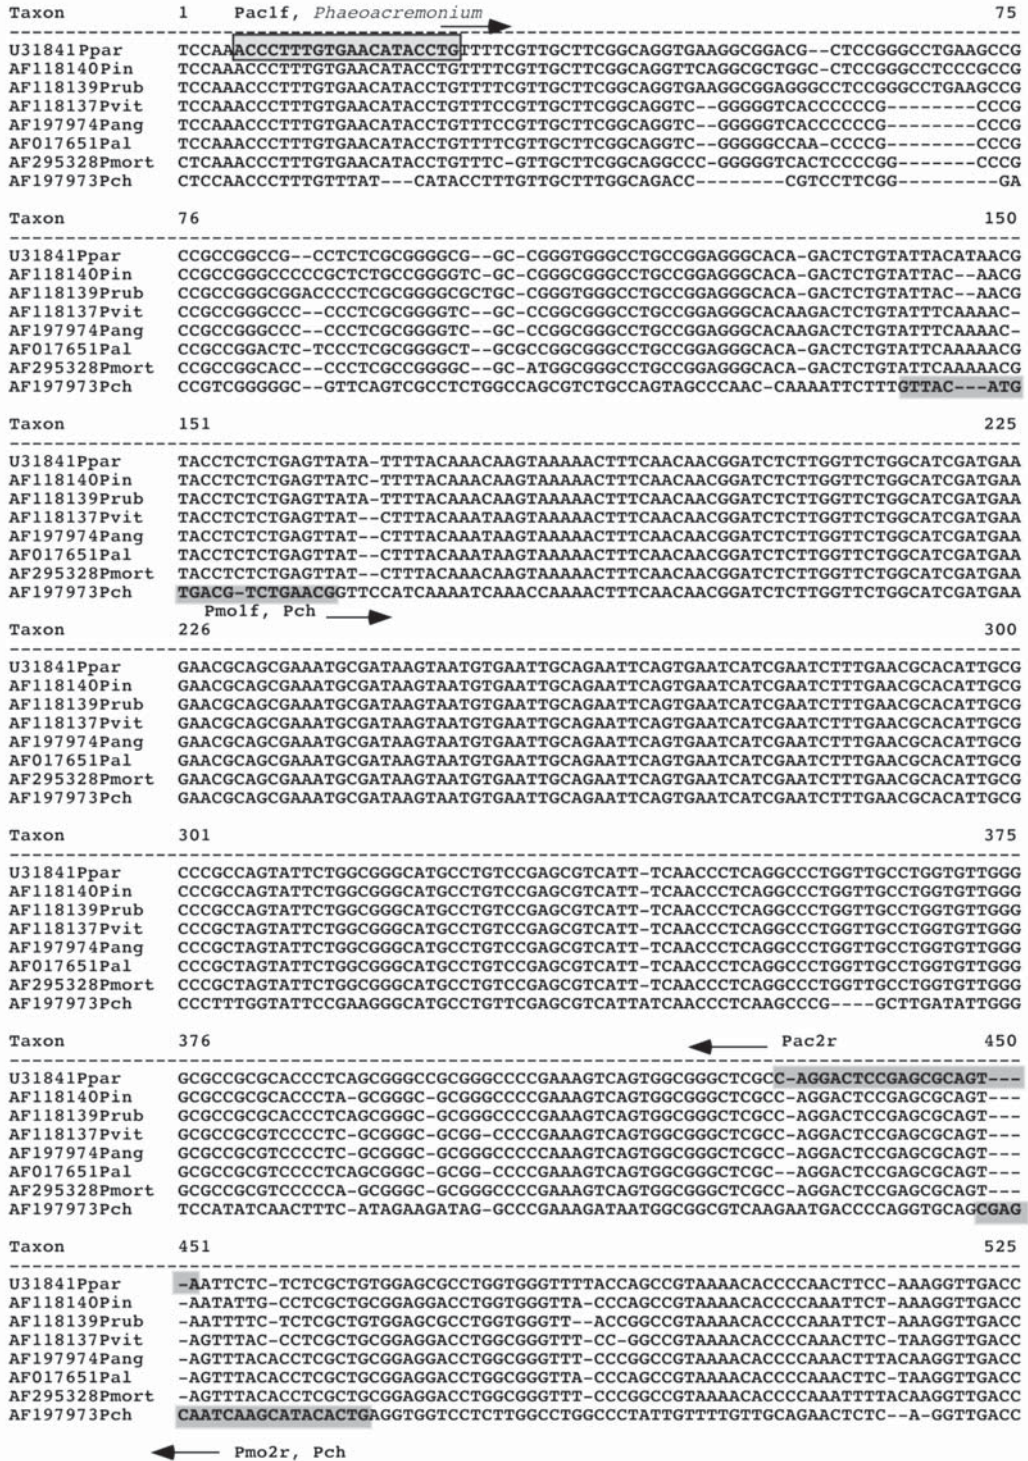 Taxon 1 Pac1f, Phaeoacremonium 75
U31841Ppar TCCAAACCCTTTGTGAACATACCTGTTTTCGTTGCTTCGGCAGGTGAAGGCGGACG--CTCCGGGCCTGAAGCCG
AF118140Pin TCCAAACCCTTTGTGAACATACCTGTTTTCGTTGCTTCGGCAGGTTCAGGCGCTGGC-CTCCGGGCCTCCCGCCG
AF118139Prub TCCAAACCCTTTGTGAACATACCTGTTTTCGTTGCTTCGGCAGGTGAAGGCGGAGGGCCTCCGGGCCTGAAGCCG
AF118137Pvit TCCAAACCCTTTGTGAACATACCTGTTTCCGTTGCTTCGGCAGGTC--GGGGGTCACCCCCCG--------CCCG
AF197974Pang TCCAAACCCTTTGTGAACATACCTGTTTCCGTTGCTTCGGCAGGTC--GGGGGTCACCCCCCG--------CCCG
AF017651Pal TCCAAACCCTTTGTGAACATACCTGTTTTCGTTGCTTCGGCAGGTC--GGGGGCCAA-CCCCG--------CCCG
AF295328Pmort CTCAAACCCTTTGTGAACATACCTGTTTC-GTTGCTTCGGCAGGCCC-GGGGGTCACTCCCCGG-------CCCG
AF197973Pch CTCCAACCCTTTGTTTAT---CATACCTTTGTTGCTTTGGCAGACC--------CGTCCTTCGG---------GA
Taxon 76 150
U31841Ppar CCGCCGGCCG--CCTCTCGCGGGGCG--GC-CGGGTGGGCCTGCCGGAGGGCACA-GACTCTGTATTACATAACG
AF118140Pin CCGCCGGGCCCCCGCTCTGCCGGGGTC-GC-CGGGCGGGCCTGCCGGAGGGCACA-GACTCTGTATTAC--AACG
AF118139Prub CCGCCGGGCGGACCCCTCGCGGGGCGCTGC-CGGGTGGGCCTGCCGGAGGGCACA-GACTCTGTATTAC--AACG
AF118137Pvit CCGCCGGGCCC--CCCTCGCGGGGTC--GC-CCGGCGGGCCTGCCGGAGGGCACAAGACTCTGTATTTCAAAAC-
AF197974Pang CCGCCGGGCCC--CCCTCGCGGGGTC--GC-CCGGCGGGCCTGCCGGAGGGCACAAGACTCTGTATTTCAAAAC-
AF017651Pal CCGCCGGACTC-TCCCTCGCGGGGCT--GCGCCGGCGGGCCTGCCGGAGGGCACA-GACTCTGTATTCAAAAACG
AF295328Pmort CCGCCGGCACC--CCCTCGCCGGGGC--GC-ATGGCGGGCCTGCCGGAGGGCACA-GACTCTGTATTCAAAAACG
AF197973Pch CCGTCGGGGGC--GTTCAGTCGCCTCTGGCCAGCGTCTGCCAGTAGCCCAAC-CAAAATTCTTTGTTAC---ATG
Taxon 151 225
U31841Ppar TACCTCTCTGAGTTATA-TTTTACAAACAAGTAAAAACTTTCAACAACGGATCTCTTGGTTCTGGCATCGATGAA
AF118140Pin TACCTCTCTGAGTTATC-TTTTACAAACAAGTAAAAACTTTCAACAACGGATCTCTTGGTTCTGGCATCGATGAA
AF118139Prub TACCTCTCTGAGTTATA-TTTTACAAACAAGTAAAAACTTTCAACAACGGATCTCTTGGTTCTGGCATCGATGAA
AF118137Pvit TACCTCTCTGAGTTAT--CTTTACAAATAAGTAAAAACTTTCAACAACGGATCTCTTGGTTCTGGCATCGATGAA
AF197974Pang TACCTCTCTGAGTTAT--CTTTACAAATAAGTAAAAACTTTCAACAACGGATCTCTTGGTTCTGGCATCGATGAA
AF017651Pal TACCTCTCTGAGTTAT--CTTTACAAATAAGTAAAAACTTTCAACAACGGATCTCTTGGTTCTGGCATCGATGAA
AF295328Pmort TACCTCTCTGAGTTAT--CTTTACAAACAAGTAAAAACTTTCAACAACGGATCTCTTGGTTCTGGCATCGATGAA
AF197973Pch TGACG-TCTGAACGGTTCCATCAAAATCAAACCAAAACTTTCAACAACGGATCTCTTGGTTCTGGCATCGATGAA
Pmo1f, Pch
Taxon 226 300
U31841Ppar GAACGCAGCGAAATGCGATAAGTAATGTGAATTGCAGAATTCAGTGAATCATCGAATCTTTGAACGCACATTGCG
AF118140Pin GAACGCAGCGAAATGCGATAAGTAATGTGAATTGCAGAATTCAGTGAATCATCGAATCTTTGAACGCACATTGCG
AF118139Prub GAACGCAGCGAAATGCGATAAGTAATGTGAATTGCAGAATTCAGTGAATCATCGAATCTTTGAACGCACATTGCG
AF118137Pvit GAACGCAGCGAAATGCGATAAGTAATGTGAATTGCAGAATTCAGTGAATCATCGAATCTTTGAACGCACATTGCG
AF197974Pang GAACGCAGCGAAATGCGATAAGTAATGTGAATTGCAGAATTCAGTGAATCATCGAATCTTTGAACGCACATTGCG
AF017651Pal GAACGCAGCGAAATGCGATAAGTAATGTGAATTGCAGAATTCAGTGAATCATCGAATCTTTGAACGCACATTGCG
AF295328Pmort GAACGCAGCGAAATGCGATAAGTAATGTGAATTGCAGAATTCAGTGAATCATCGAATCTTTGAACGCACATTGCG
AF197973Pch GAACGCAGCGAAATGCGATAAGTAATGTGAATTGCAGAATTCAGTGAATCATCGAATCTTTGAACGCACATTGCG
Taxon 301 375
U31841Ppar CCCGCCAGTATTCTGGCGGGCATGCCTGTCCGAGCGTCATT-TCAACCCTCAGGCCCTGGTTGCCTGGTGTTGGG
AF118140Pin CCCGCCAGTATTCTGGCGGGCATGCCTGTCCGAGCGTCATT-TCAACCCTCAGGCCCTGGTTGCCTGGTGTTGGG
AF118139Prub CCCGCCAGTATTCTGGCGGGCATGCCTGTCCGAGCGTCATT-TCAACCCTCAGGCCCTGGTTGCCTGGTGTTGGG
AF118137Pvit CCCGCTAGTATTCTGGCGGGCATGCCTGTCCGAGCGTCATT-TCAACCCTCAGGCCCTGGTTGCCTGGTGTTGGG
AF197974Pang CCCGCTAGTATTCTGGCGGGCATGCCTGTCCGAGCGTCATT-TCAACCCTCAGGCCCTGGTTGCCTGGTGTTGGG
AF017651Pal CCCGCTAGTATTCTGGCGGGCATGCCTGTCCGAGCGTCATT-TCAACCCTCAGGCCCTGGTTGCCTGGTGTTGGG
AF295328Pmort CCCGCTAGTATTCTGGCGGGCATGCCTGTCCGAGCGTCATT-TCAACCCTCAGGCCCTGGTTGCCTGGTGTTGGG
AF197973Pch CCCTTTGGTATTCCGAAGGGCATGCCTGTTCGAGCGTCATTATCAACCCTCAAGCCCG----GCTTGATATTGGG
Taxon 376 Pac2r 450
U31841Ppar GCGCCGCGCACCCTCAGCGGGCCGCGGGCCCCGAAAGTCAGTGGCGGGCTCGCC-AGGACTCCGAGCGCAGT---
AF118140Pin GCGCCGCGCACCCTA-GCGGGC-GCGGGCCCCGAAAGTCAGTGGCGGGCTCGCC-AGGACTCCGAGCGCAGT---
AF118139Prub GCGCCGCGCACCCTCAGCGGGCCGCGGGCCCCGAAAGTCAGTGGCGGGCTCGCC-AGGACTCCGAGCGCAGT---
AF118137Pvit GCGCCGCGTCCCCTC-GCGGGC-GCGG-CCCCGAAAGTCAGTGGCGGGCTCGCC-AGGACTCCGAGCGCAGT---
AF197974Pang GCGCCGCGTCCCCTC-GCGGGC-GCGGGCCCCCAAAGTCAGTGGCGGGCTCGCC-AGGACTCCGAGCGCAGT---
AF017651Pal GCGCCGCGTCCCCTCAGCGGGC-GCGG-CCCCGAAAGTCAGTGGCGGGCTCGC--AGGACTCCGAGCGCAGT---
AF295328Pmort GCGCCGCGTCCCCCA-GCGGGC-GCGGGCCCCGAAAGTCAGTGGCGGGCTCGCC-AGGACTCCGAGCGCAGT---
AF197973Pch TCCATATCAACTTTC-ATAGAAGATAG-GCCCGAAAGATAATGGCGGCGTCAAGAATGACCCCAGGTGCAGCGAG
Taxon 451 525
U31841Ppar -AATTCTC-TCTCGCTGTGGAGCGCCTGGTGGGTTTTACCAGCCGTAAAACACCCCAACTTCC-AAAGGTTGACC
AF118140Pin -AATATTG-CCTCGCTGCGGAGGACCTGGTGGGTTA-CCCAGCCGTAAAACACCCCAAATTCT-AAAGGTTGACC
AF118139Prub -AATTTTC-TCTCGCTGTGGAGCGCCTGGTGGGTT--ACCGGCCGTAAAACACCCCAAATTCT-AAAGGTTGACC
AF118137Pvit -AGTTTAC-CCTCGCTGCGGAGGACCTGGCGGGTTT-CC-GGCCGTAAAACACCCCAAACTTC-TAAGGTTGACC
AF197974Pang -AGTTTACACCTCGCTGCGGAGGACCTGGCGGGTTT-CCCGGCCGTAAAACACCCCAAACTTTACAAGGTTGACC
AF017651Pal -AGTTTACACCTCGCTGCGGAGGACCTGGCGGGTTA-CCCAGCCGTAAAACACCCCAAACTTC-TAAGGTTGACC
AF295328Pmort -AGTTTACACCTCGCTGCGGAGGACCTGGCGGGTTT-CCCGGCCGTAAAACACCCCAAATTTTACAAGGTTGACC
AF197973Pch CAATCAAGCATACACTGAGGTGGTCCTCTTGGCCTGGCCCTATTGTTTTGTTGCAGAACTCTC--A-GGTTGACC
Pmo2r, Pch